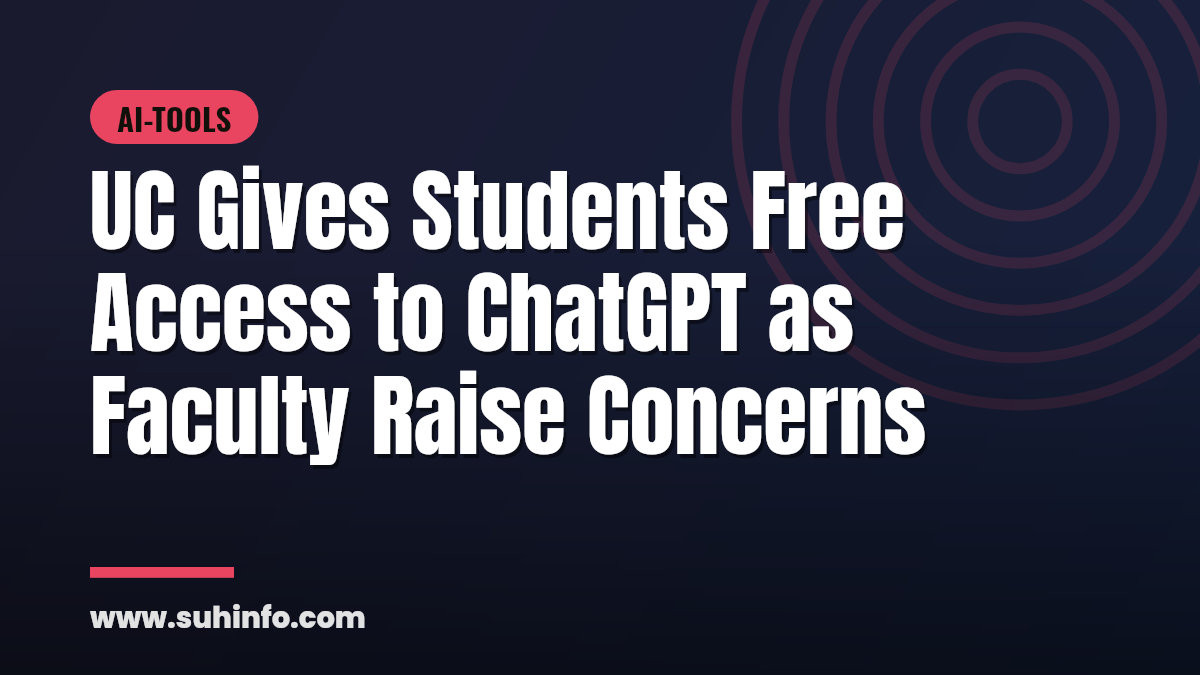 AI-TOOLS
UC Gives Students Free
Access to ChatGPT as
Faculty Raise Concerns
www.suhinfo.com